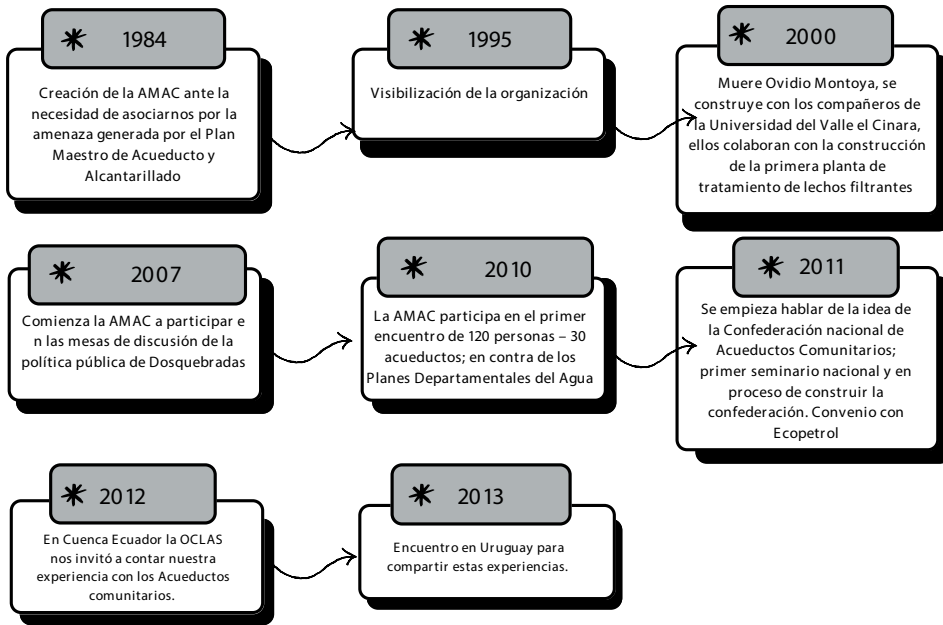 1984
Creación de la AMAC ante la
necesidad de asociarnos por la
amenaza generada por el Plan
Maestro de Acueducto y
Alcantarillado
1995
Visibilización de la organización
2000
Muere Ovidio Montoya, se
construye con los compañeros de
la Universidad del Valle el Cinara,
ellos colaboran con la construcción
de la primera planta de
tratamiento de lechos filtrantes
2007
Comienza la AMAC a participar e
n las mesas de discusión de la
política pública de Dosquebradas
2010
La AMAC participa en el primer
encuentro de 120 personas – 30
acueductos; en contra de los
Planes Departamentales del Agua
2011
Se empieza hablar de la idea de
la Confederación nacional de
Acueductos Comunitarios;
primer seminario nacional y en
proceso de construir la
confederación. Convenio con
Ecopetrol
2012
En Cuenca Ecuador la OCLAS
nos invitó a contar nuestra
experiencia con los Acueductos
comunitarios.
2013
Encuentro en Uruguay para
compartir estas experiencias.